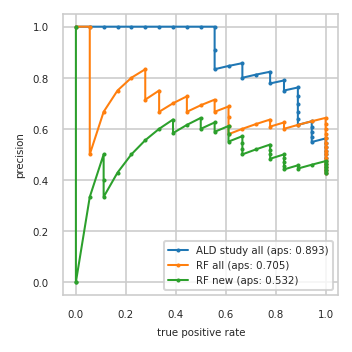 1.0
0.8
0.6
0.4
0.2
0.0
precision
0.0 0.2 0.4 0.6 0.8 1.0
true positive rate
ALD study all (aps: 0.893)
RF all (aps: 0.705)
RF new (aps: 0.532)